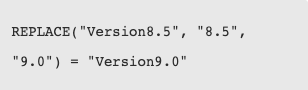 REPLACE("Version8.5", "8.5",
"9.0") = "Version9.0"